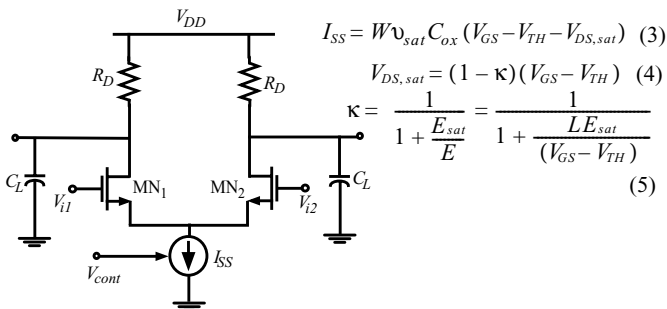 V_DD
R_D
R_D
C_L
MN_1
MN_2
C_L
V_i1
V_i2
I_SS
V_cont
I_SS = Wυ_sat C_ox (V_GS − V_TH − V_DS,sat) (3)
V_DS,sat = (1 − κ)(V_GS − V_TH) (4)
κ = 1 / (1 + E_sat / E) = 1 / (1 + LE_sat / (V_GS − V_TH))
(5)